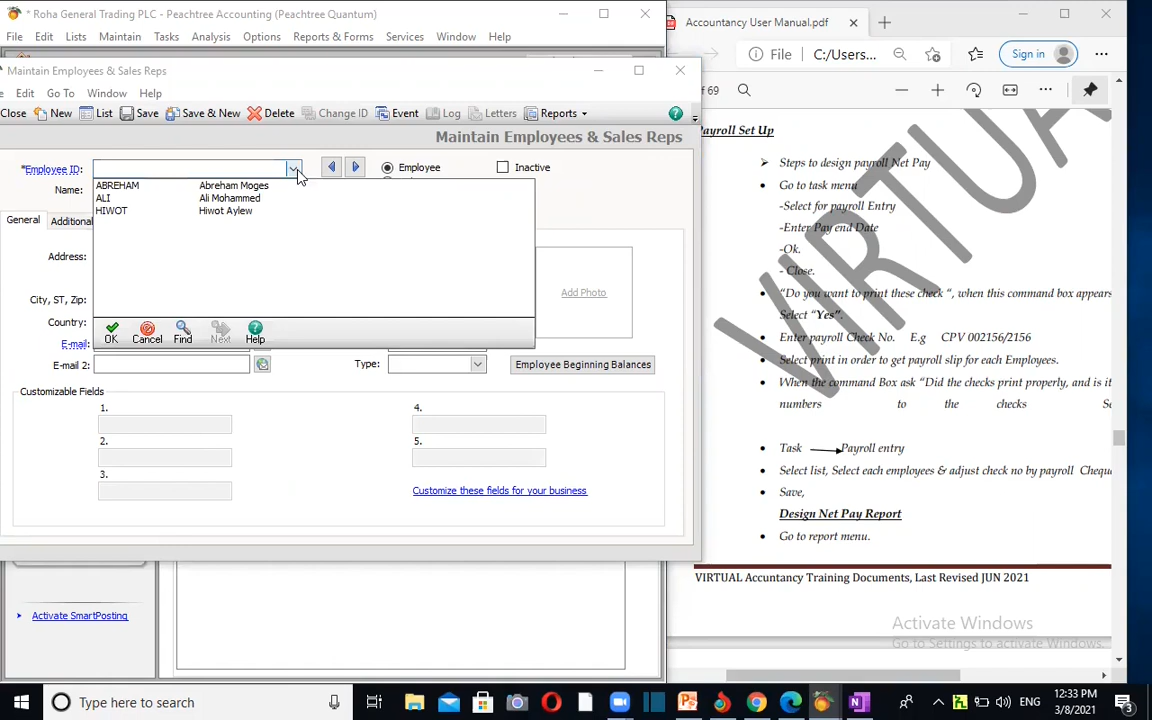 * Roha General Trading PLC - Peachtree Accounting (Peachtree Quantum)
File Edit Lists Maintain Tasks Analysis Options Reports & Forms Services Window Help
Maintain Employees & Sales Reps
Edit Go To Window Help
Close New List Save Save & New Delete Change ID Event Log Letters Reports
Maintain Employees & Sales Reps
*Employee ID: Employee Inactive
Name:
ABREHAM Abreham Moges
ALI Ali Mohammed
HIWOT Hiwot Aylew
General Additional
Address:
Add Photo
City, ST, Zip:
Country:
OK Cancel Find Next Help
E-mail:
E-mail 2: Type: Employee Beginning Balances
Customizable Fields
1. 4.
2. 5.
3.
Customize these fields for your business
Activate SmartPosting
Accountancy User Manual.pdf
File C:/Users... Sign in
of 69
Payroll Set Up
Steps to design payroll Net Pay
Go to task menu
-Select for payroll Entry
-Enter Pay end Date
-Ok.
- Close.
"Do you want to print these check ", when this command box appears
Select "Yes".
Enter payroll Check No. E.g CPV 002156/2156
Select print in order to get payroll slip for each Employees.
When the command Box ask "Did the checks print properly, and is it
numbers to the checks
Task Payroll entry
Select list, Select each employees & adjust check no by payroll Cheque
Save,
Design Net Pay Report
Go to report menu.
VIRTUAL Accuntancy Training Documents, Last Revised JUN 2021
VIRTUA
Activate Windows
Go to Settings to activate Windows.
Type here to search
ENG
12:33 PM
3/8/2021
3